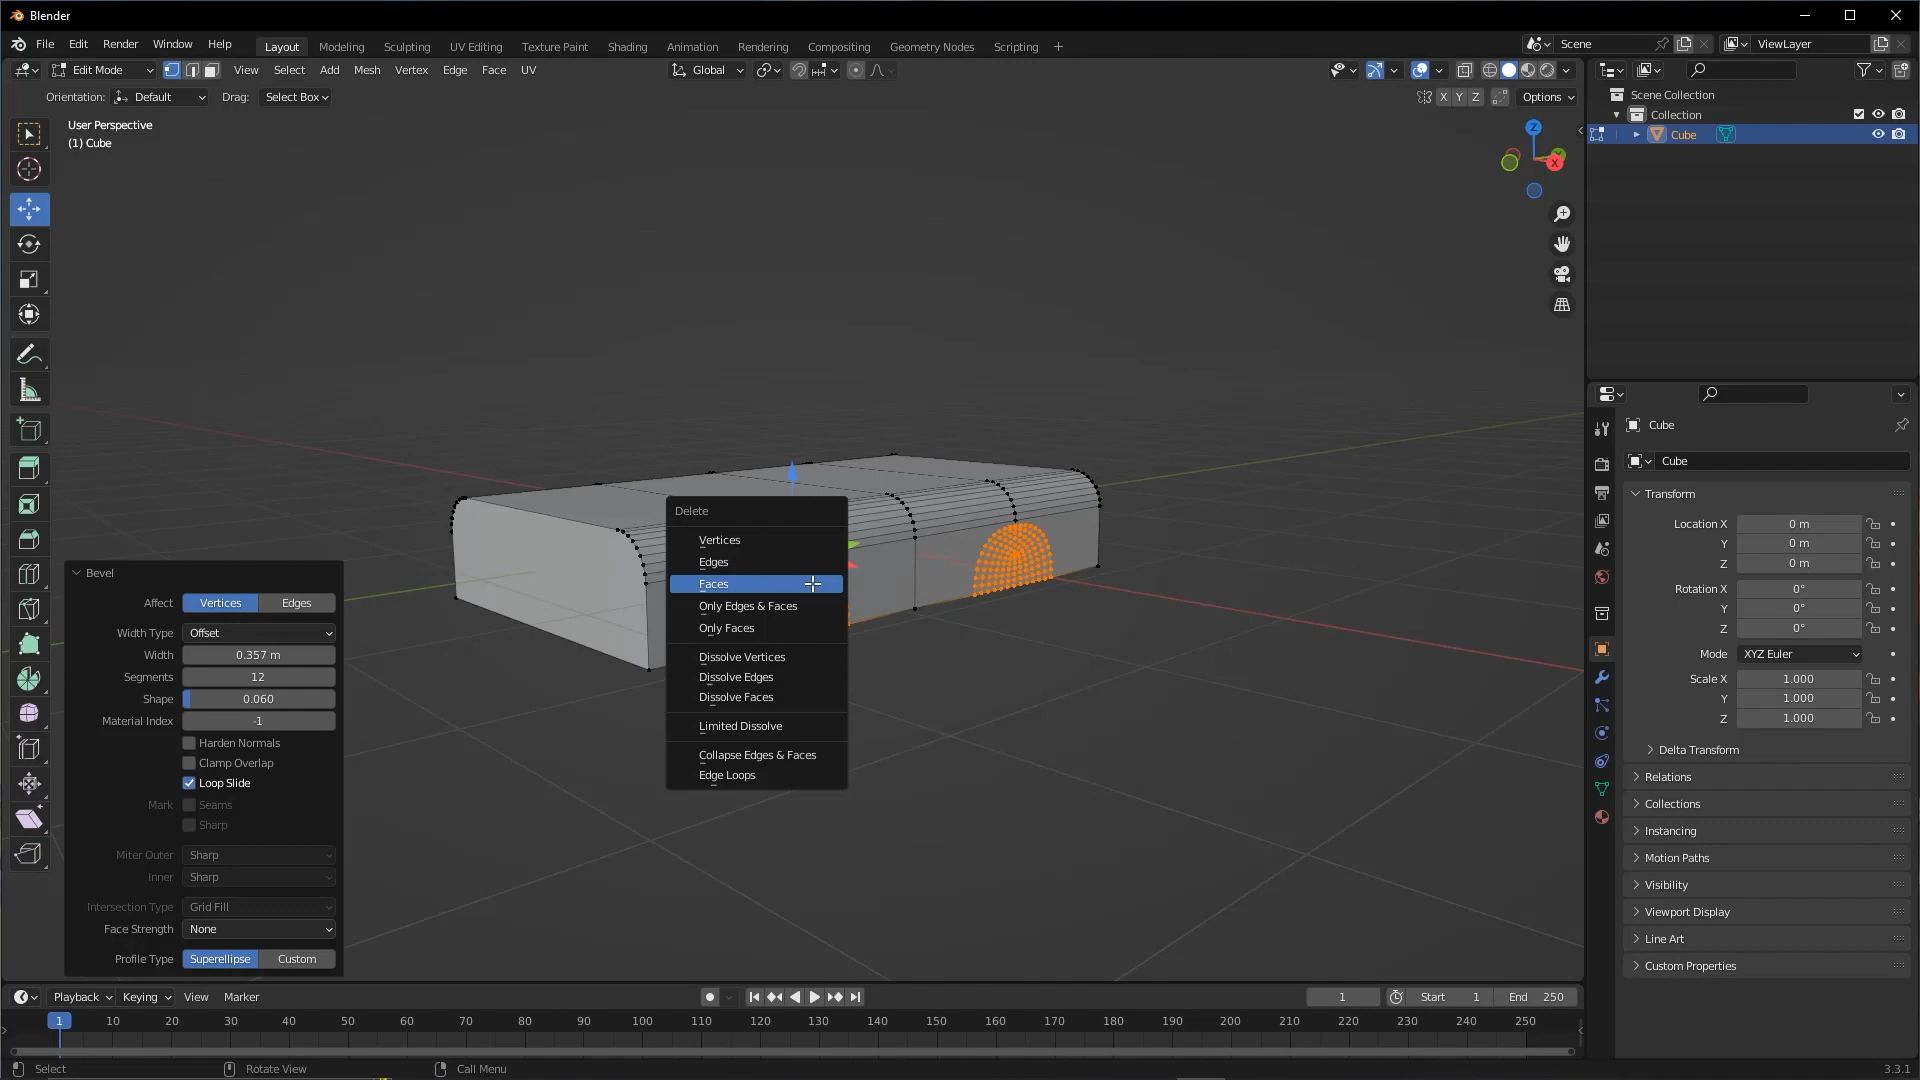 Blender
File Edit Render Window Help
Layout Modeling Sculpting UV Editing Texture Paint Shading Animation Rendering Compositing Geometry Nodes Scripting +
Scene
ViewLayer
Edit Mode
View Select Add Mesh Vertex Edge Face UV
Global
Orientation: Default Drag: Select Box
X Y Z
Options
User Perspective
(1) Cube
Z
X
Scene Collection
Collection
Cube
Delete
Vertices
Edges
Faces
Only Edges & Faces
Only Faces
Dissolve Vertices
Dissolve Edges
Dissolve Faces
Limited Dissolve
Collapse Edges & Faces
Edge Loops
Bevel
Affect Vertices Edges
Width Type Offset
Width 0.357 m
Segments 12
Shape 0.060
Material Index -1
Harden Normals
Clamp Overlap
Loop Slide
Mark Seams
Sharp
Miter Outer Sharp
Inner Sharp
Intersection Type Grid Fill
Face Strength None
Profile Type Superellipse Custom
Cube
Cube
Transform
Location X 0 m
Y 0 m
Z 0 m
Rotation X 0°
Y 0°
Z 0°
Mode XYZ Euler
Scale X 1.000
Y 1.000
Z 1.000
Delta Transform
Relations
Collections
Instancing
Motion Paths
Visibility
Viewport Display
Line Art
Custom Properties
Playback Keying View Marker
1 Start 1 End 250
1 10 20 30 40 50 60 70 80 90 100 110 120 130 140 150 160 170 180 190 200 210 220 230 240 250
Select Rotate View Call Menu
3.3.1